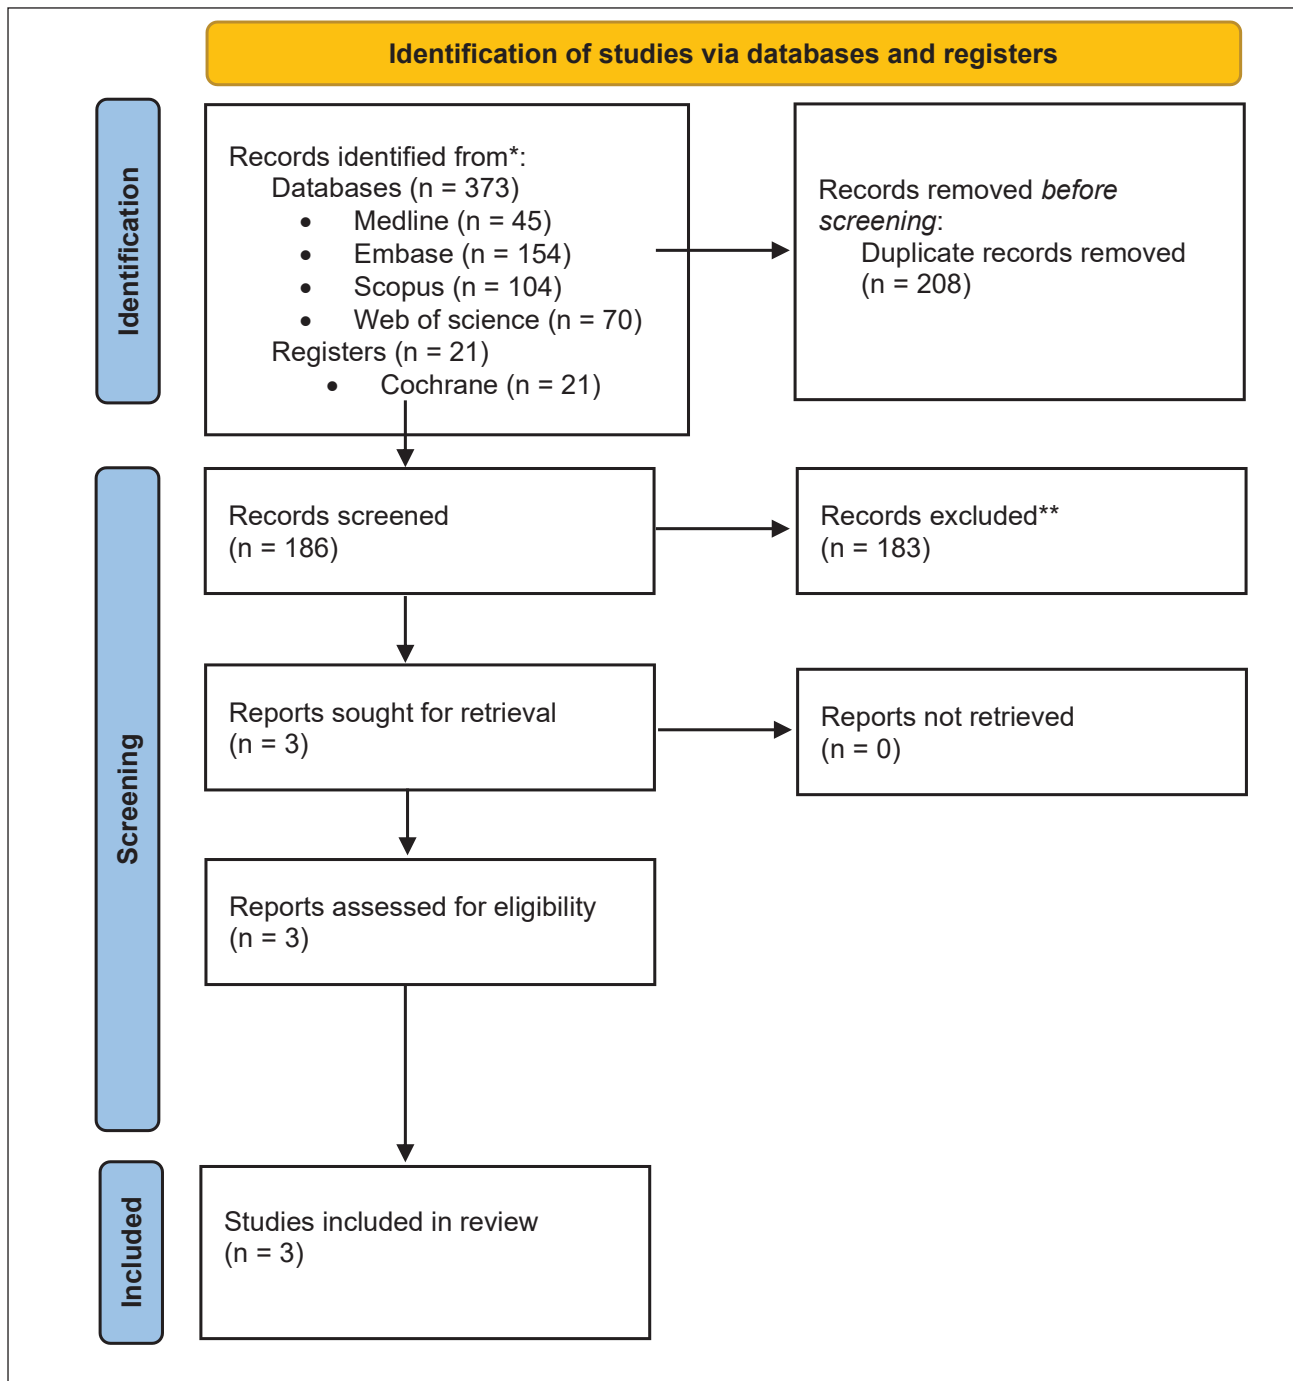 Identification of studies via databases and registers
Identification
Records identified from*:
Databases (n = 373)
• Medline (n = 45)
• Embase (n = 154)
• Scopus (n = 104)
• Web of science (n = 70)
Registers (n = 21)
• Cochrane (n = 21)
Records removed before
screening:
Duplicate records removed
(n = 208)
Screening
Records screened
(n = 186)
Records excluded**
(n = 183)
Reports sought for retrieval
(n = 3)
Reports not retrieved
(n = 0)
Reports assessed for eligibility
(n = 3)
Included
Studies included in review
(n = 3)